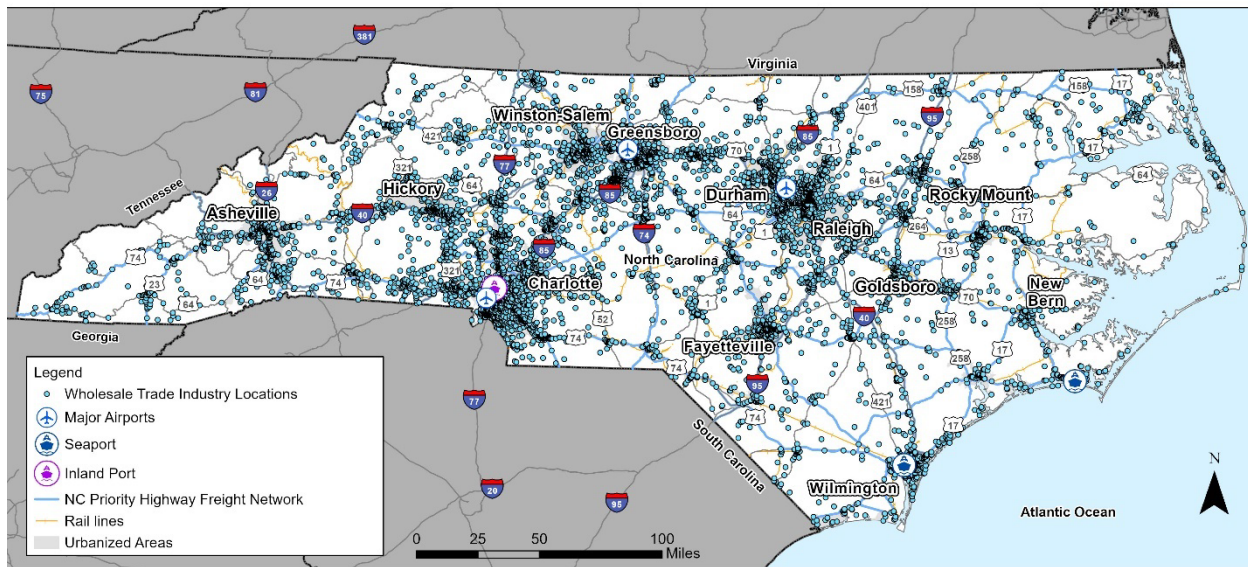 381
Virginia
75
81
17
158
158
401
95
Winston-Salem
421
Greensboro
85
1
17
70
258
77
321
64
Hickory
85
Durham
64
Rocky Mount
64
Tennessee
26
40
Asheville
64
17
74
1
Raleigh
264
13
85
North Carolina
74
321
Charlotte
Goldsboro
New
Bern
64
74
23
64
70
1
52
40
258
Georgia
74
Fayetteville
17
258
74
95
421
77
74
17
South Carolina
Wilmington
20
95
Atlantic Ocean
N
Legend
Wholesale Trade Industry Locations
Major Airports
Seaport
Inland Port
NC Priority Highway Freight Network
Rail lines
Urbanized Areas
0 25 50 100
Miles